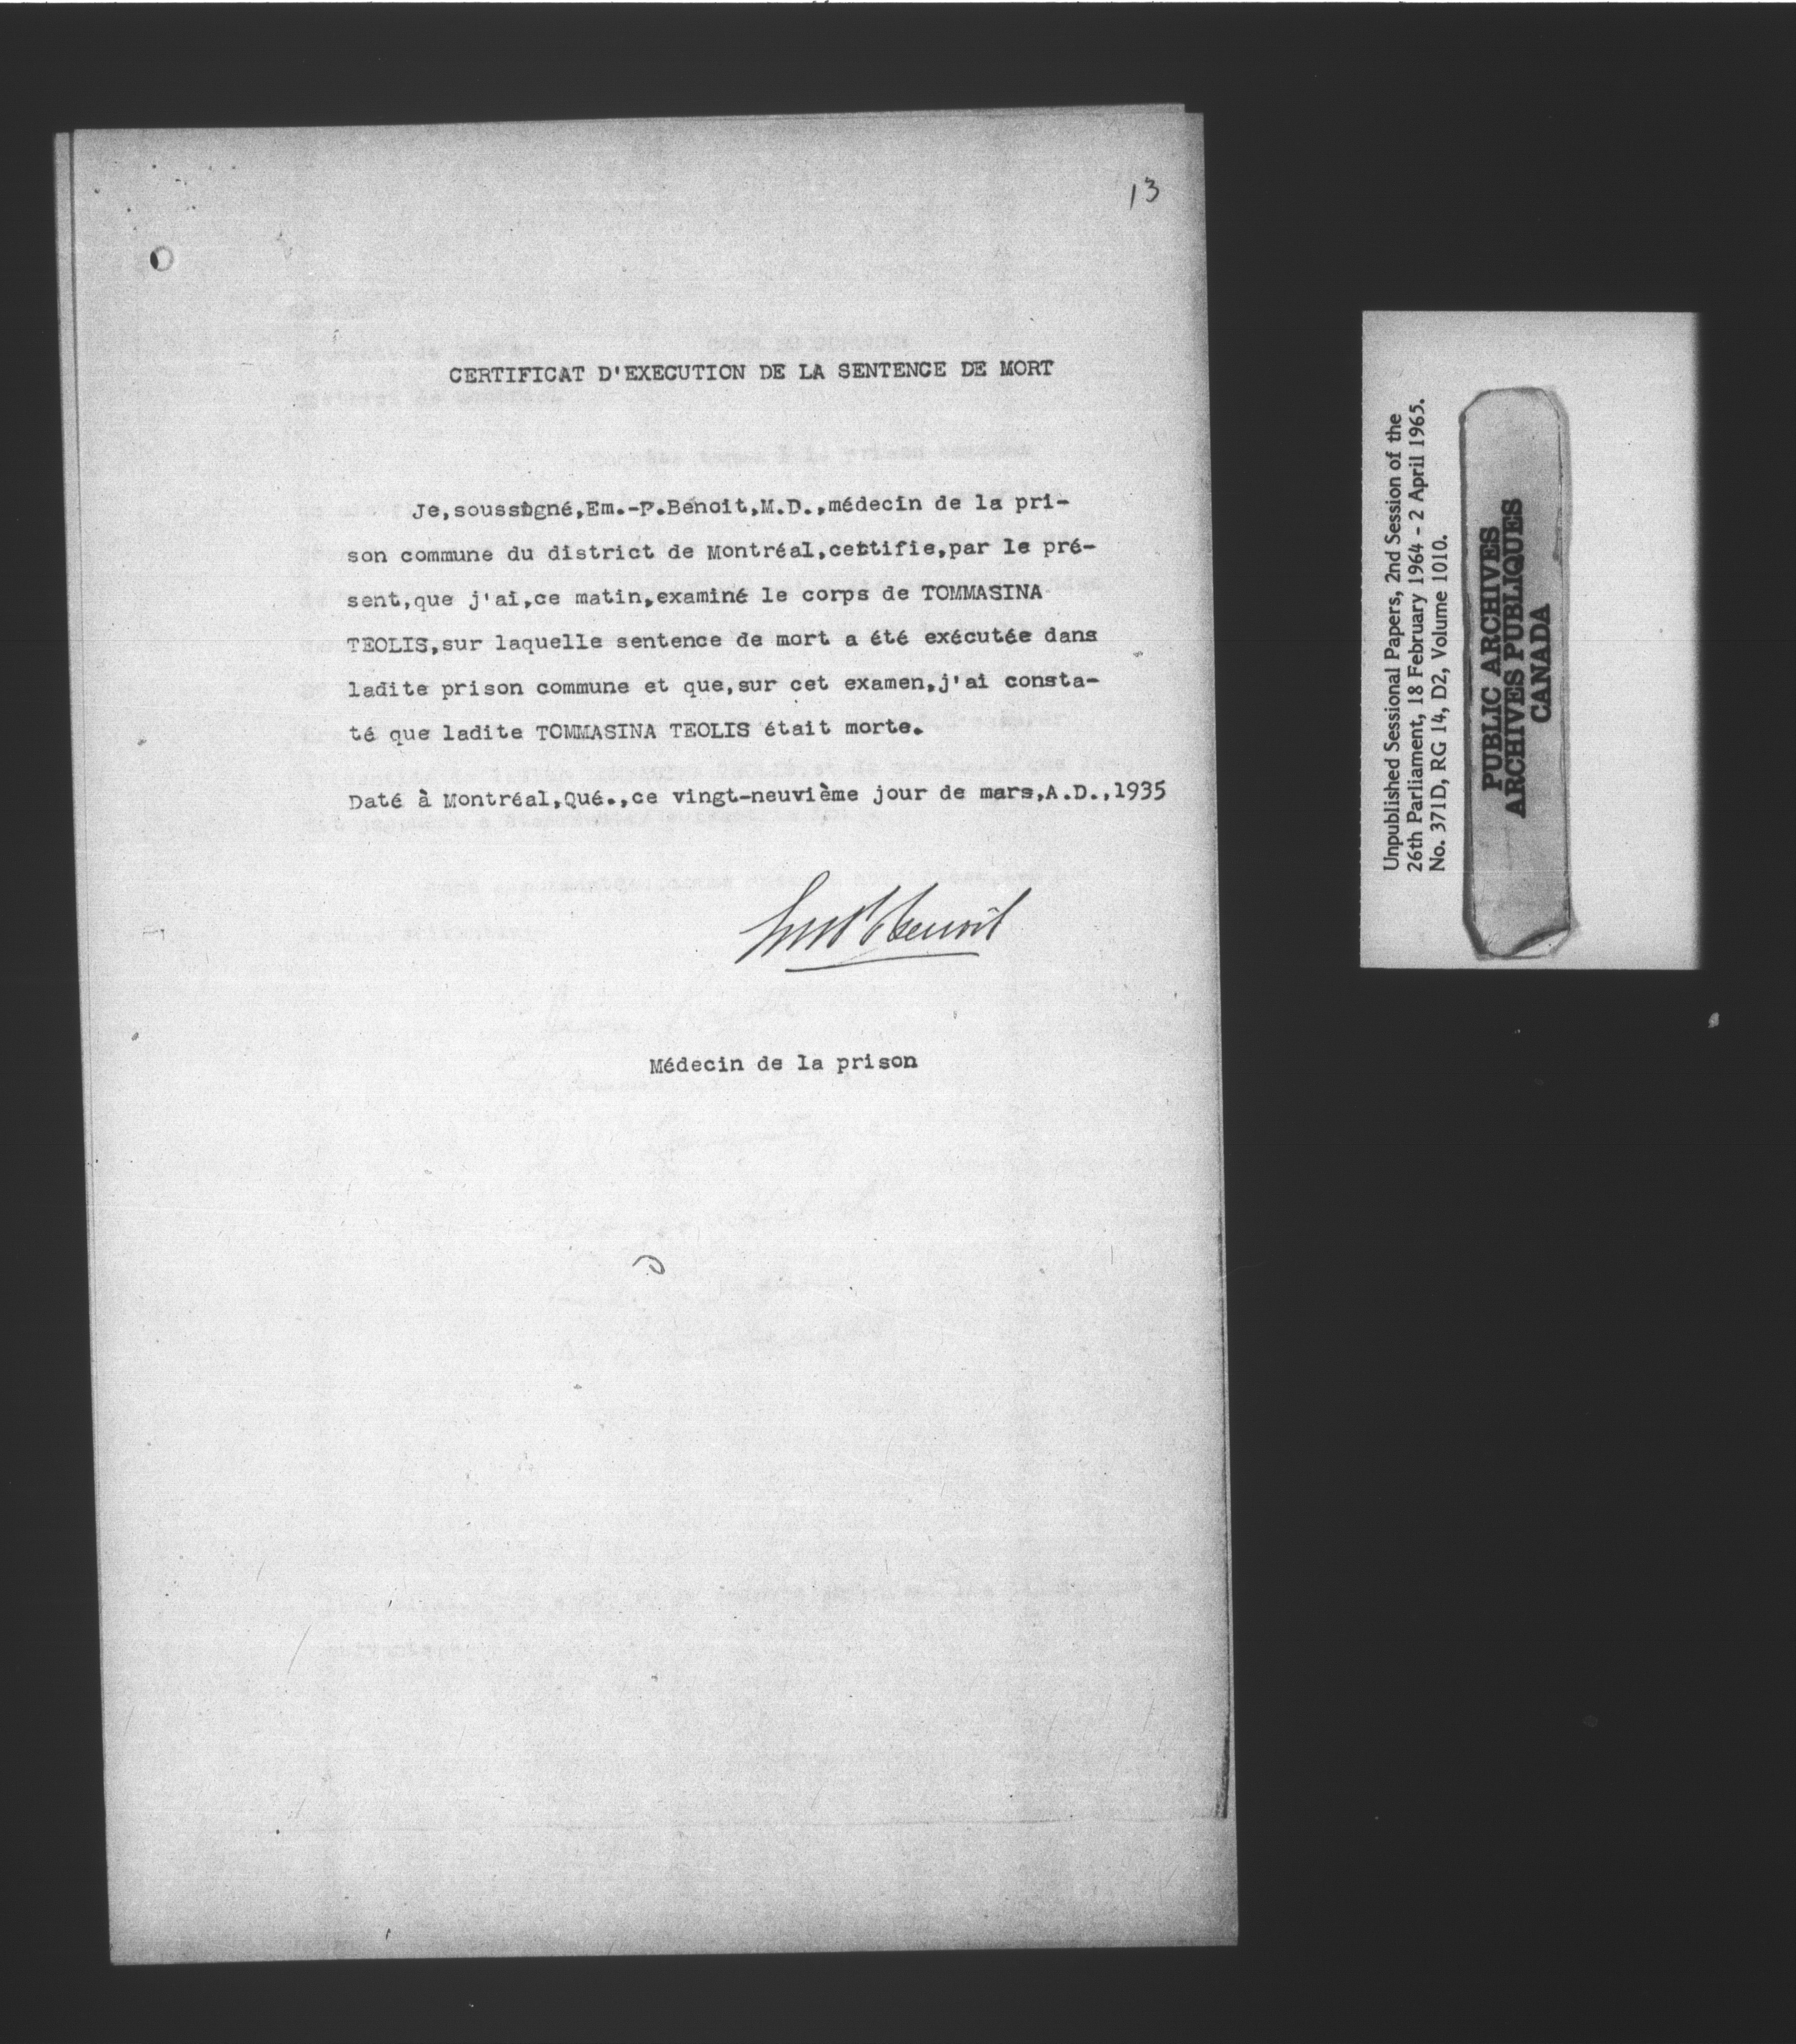 13
CERTIFICAT D'EXECUTION DE LA SENTENCE DE MORT
Je,soussigné,Em.-P.Benoit,M.D.,médecin de la pri-
son commune du district de Montréal,certifie,par le pré-
sent,que j'ai,ce matin,examiné le corps de TOMMASINA
TEOLIS,sur laquelle sentence de mort a été exécutée dans
ladite prison commune et que,sur cet examen,j'ai consta-
té que ladite TOMMASINA TEOLIS était morte.
Daté à Montréal,Qué.,ce vingt-neuvième jour de mars,A.D.,1935
Em P Benoit
Médecin de la prison
Unpublished Sessional Papers, 2nd Session of the
26th Parliament, 18 February 1964 - 2 April 1965.
No. 371D, RG 14, D2, Volume 1010.
PUBLIC ARCHIVES
ARCHIVES PUBLIQUES
CANADA